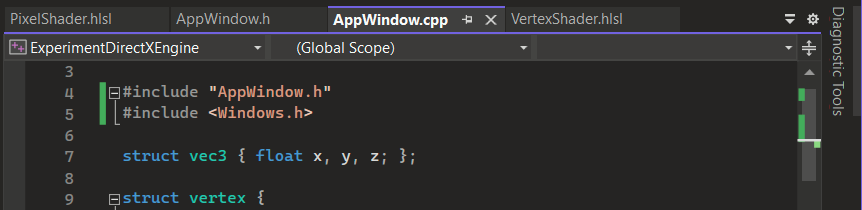 PixelShader.hlsl AppWindow.h AppWindow.cpp VertexShader.hlsl
ExperimentDirectXEngine (Global Scope)
3
4 #include "AppWindow.h"
5 #include <Windows.h>
6
7 struct vec3 { float x, y, z; };
8
9 struct vertex {
Diagnostic Tools